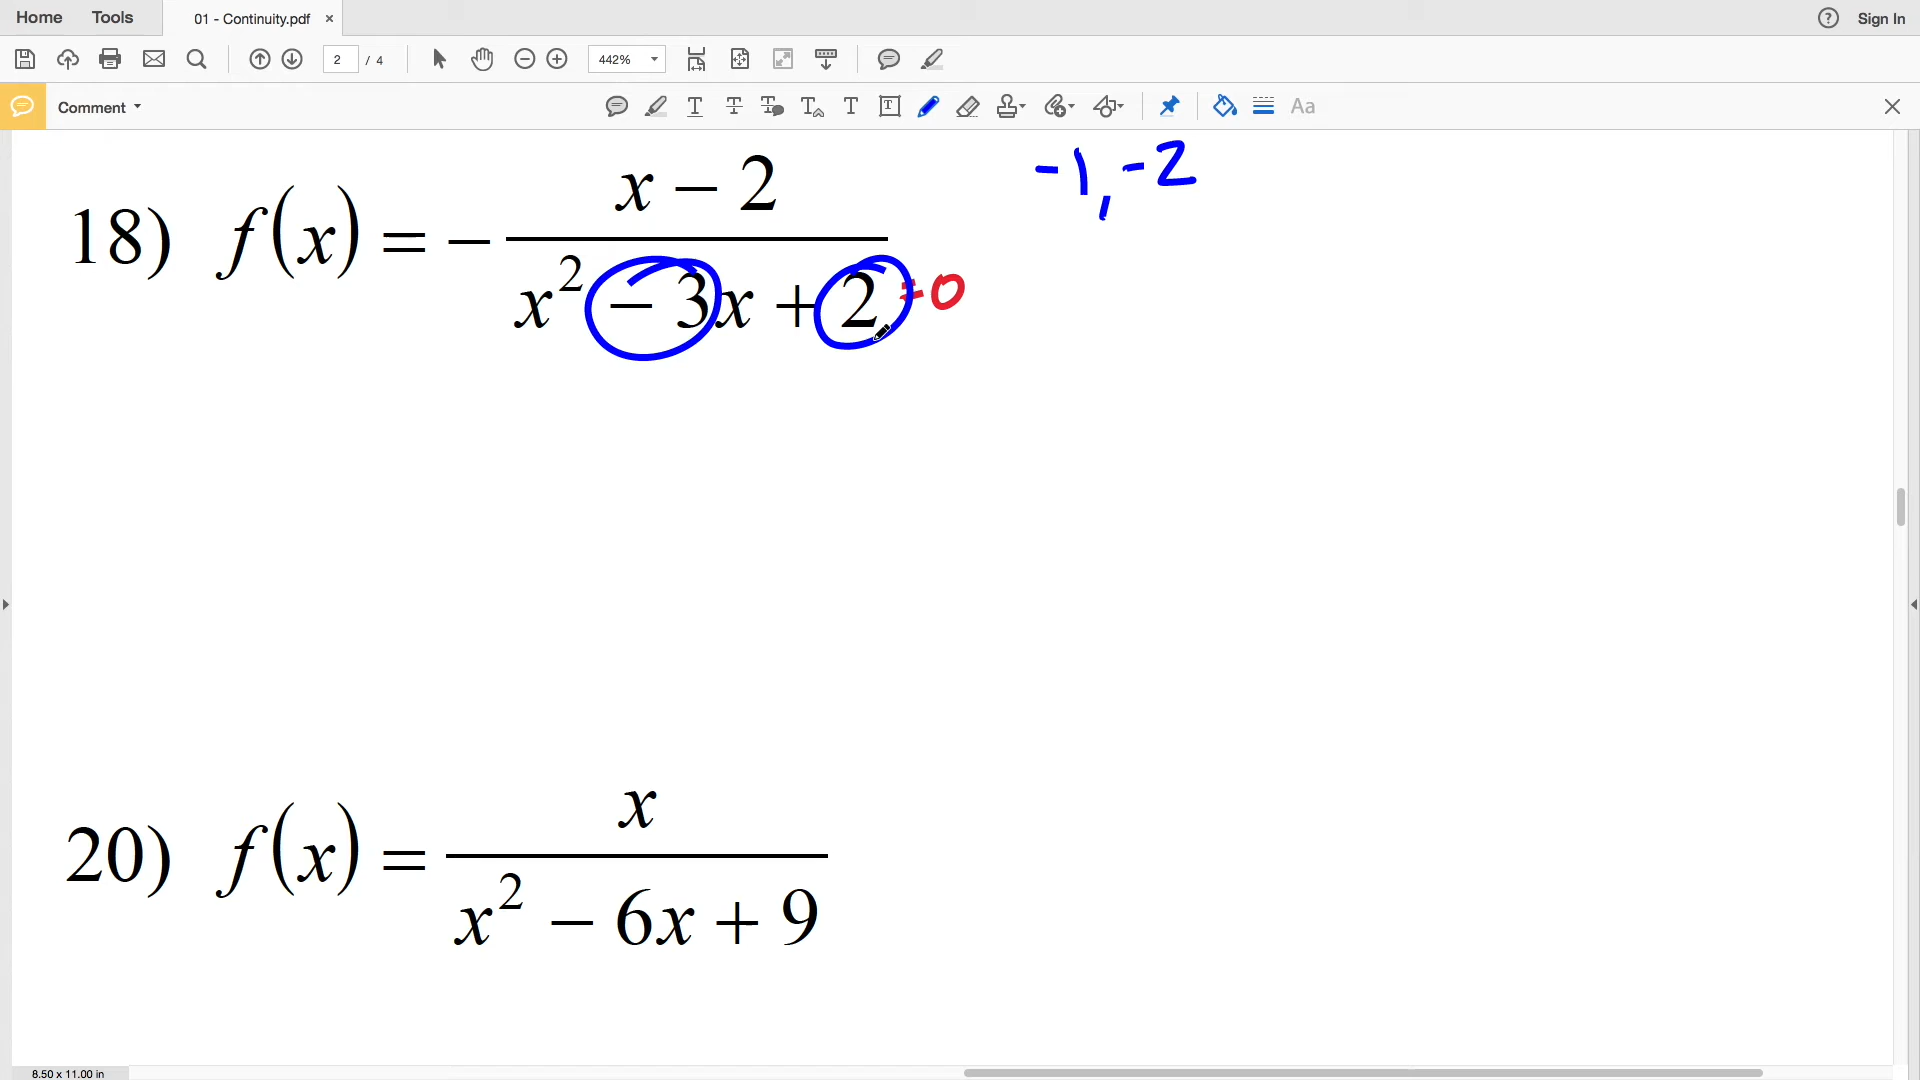 Home Tools 01 - Continuity.pdf × ? Sign In
2 / 4 442%
Comment T T T T T T Aa
-1, -2
18) f(x) = - (x - 2) / (x² - 3x + 2) = 0
20) f(x) = x / (x² - 6x + 9)
8.50 x 11.00 in